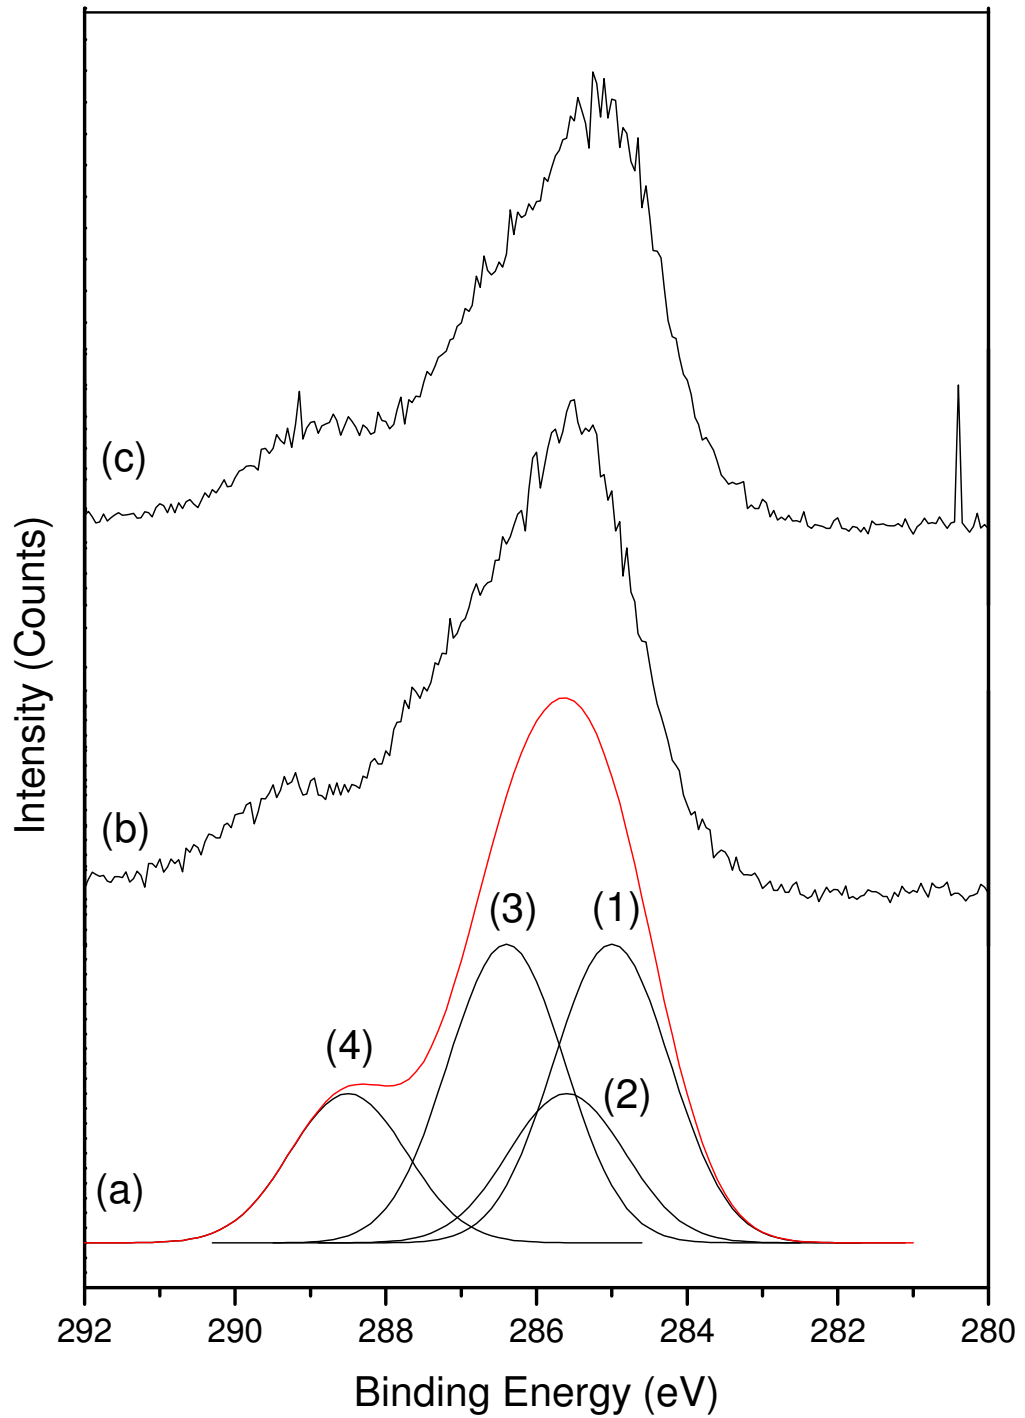 (c)
(b)
(3)
(1)
(4)
(2)
(a)
Intensity (Counts)
292 290 288 286 284 282 280
Binding Energy (eV)